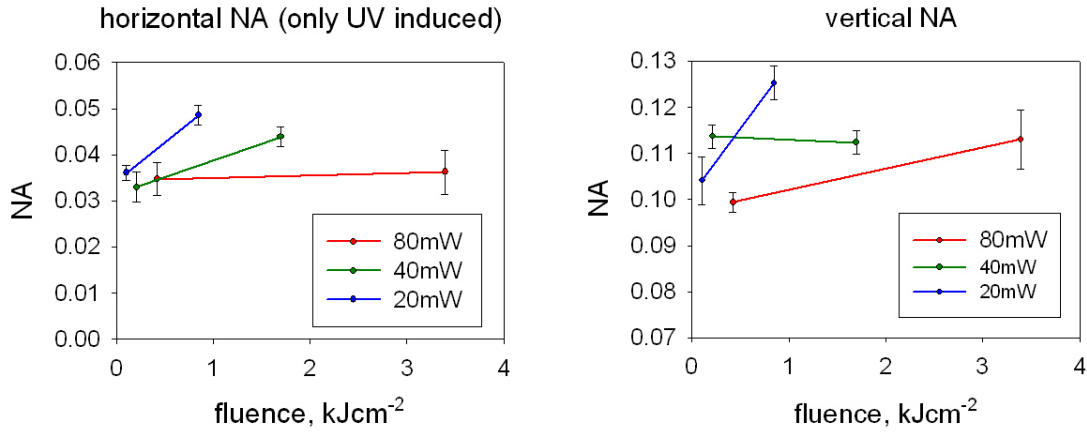 horizontal NA (only UV induced)
0.06
0.05
0.04
0.03
0.02
0.01
0.00
NA
80mW
40mW
20mW
0 1 2 3 4
fluence, kJcm-2
vertical NA
0.13
0.12
0.11
0.10
0.09
0.08
0.07
NA
80mW
40mW
20mW
0 1 2 3 4
fluence, kJcm-2